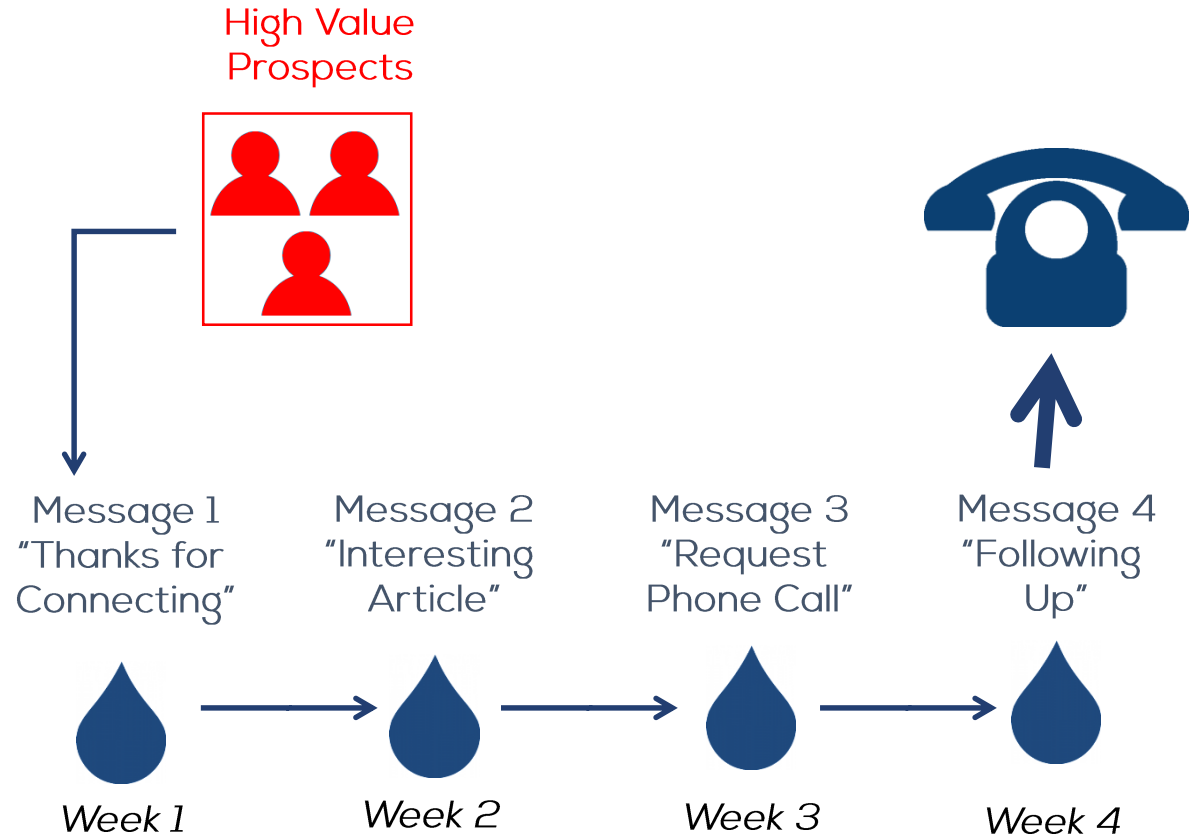 High Value
Prospects
Message 1
"Thanks for
Connecting"
Message 2
"Interesting
Article"
Message 3
"Request
Phone Call"
Message 4
"Following
Up"
Week 1
Week 2
Week 3
Week 4